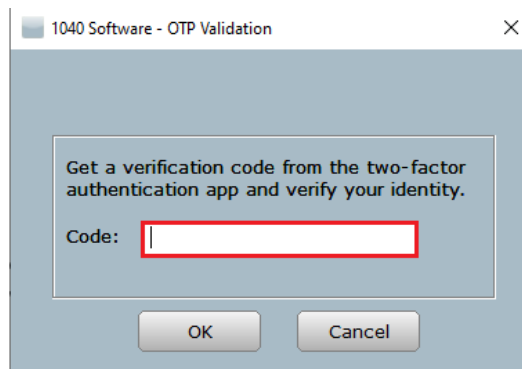 1040 Software - OTP Validation
Get a verification code from the two-factor
authentication app and verify your identity.
Code:
OK Cancel